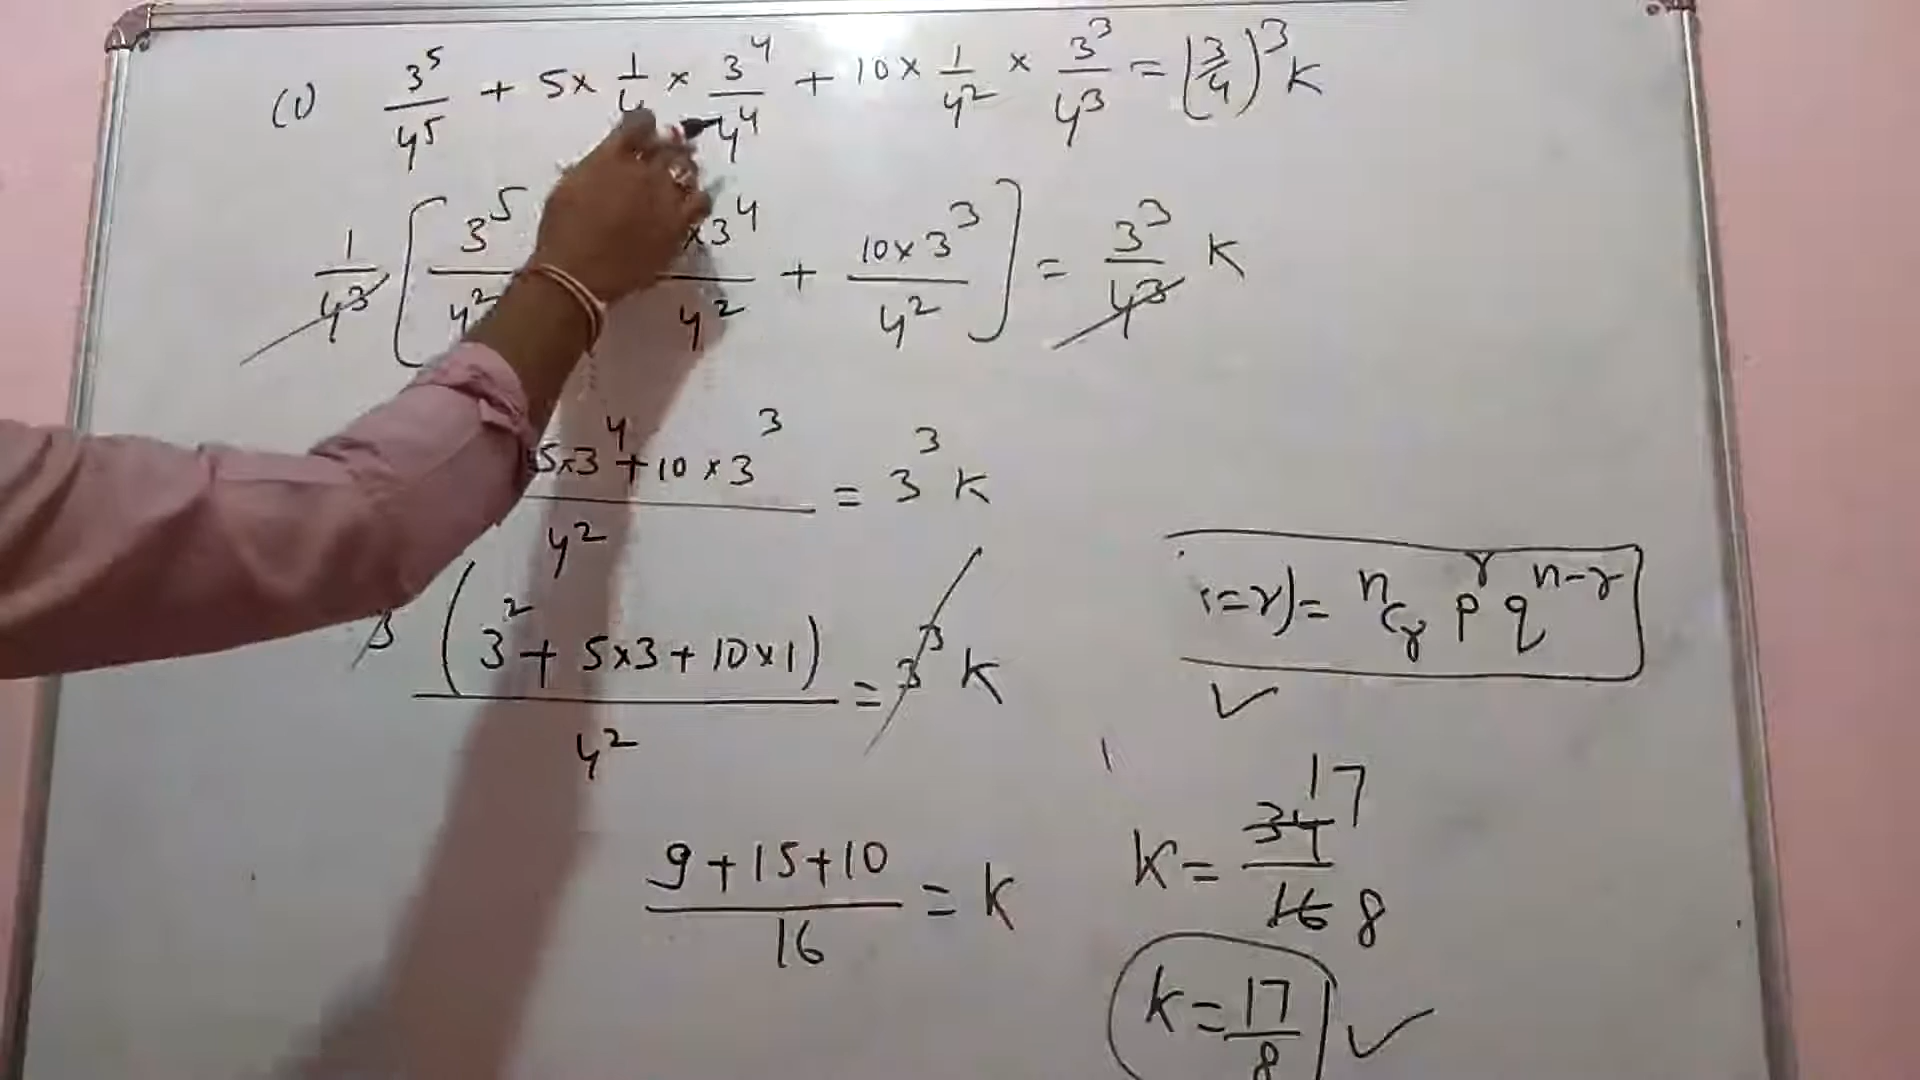 (1) 3^5/4^5 + 5 × 1/4 × 3^4/4^4 + 10 × 1/4^2 × 3^3/4^3 = (3/4)^3 K
1/4^3 [ 3^5/4^2 ×3^4/4^2 + 10×3^3/4^2 ] = 3^3/4^3 K
5×3^4 + 10×3^3 / 4^2 = 3^3 K
3 (3^2 + 5×3 + 10×1) / 4^2 = 3^3 K
=r) = nCr p^r q^(n-r)
✓
9+15+10 / 16 = K
K = 34/16 17/8
K = 17/8 ✓